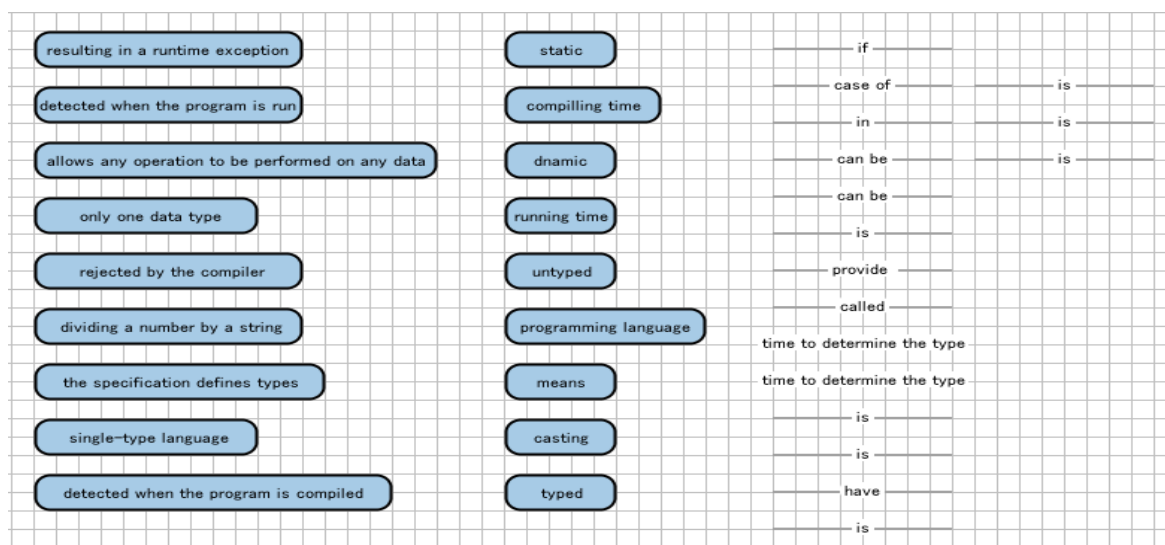 resulting in a runtime exception
detected when the program is run
allows any operation to be performed on any data
only one data type
rejected by the compiler
dividing a number by a string
the specification defines types
single-type language
detected when the program is compiled
static
compilling time
dnamic
running time
untyped
programming language
means
casting
typed
if
case of
in
can be
can be
is
provide
called
time to determine the type
time to determine the type
is
is
have
is
is
is
is